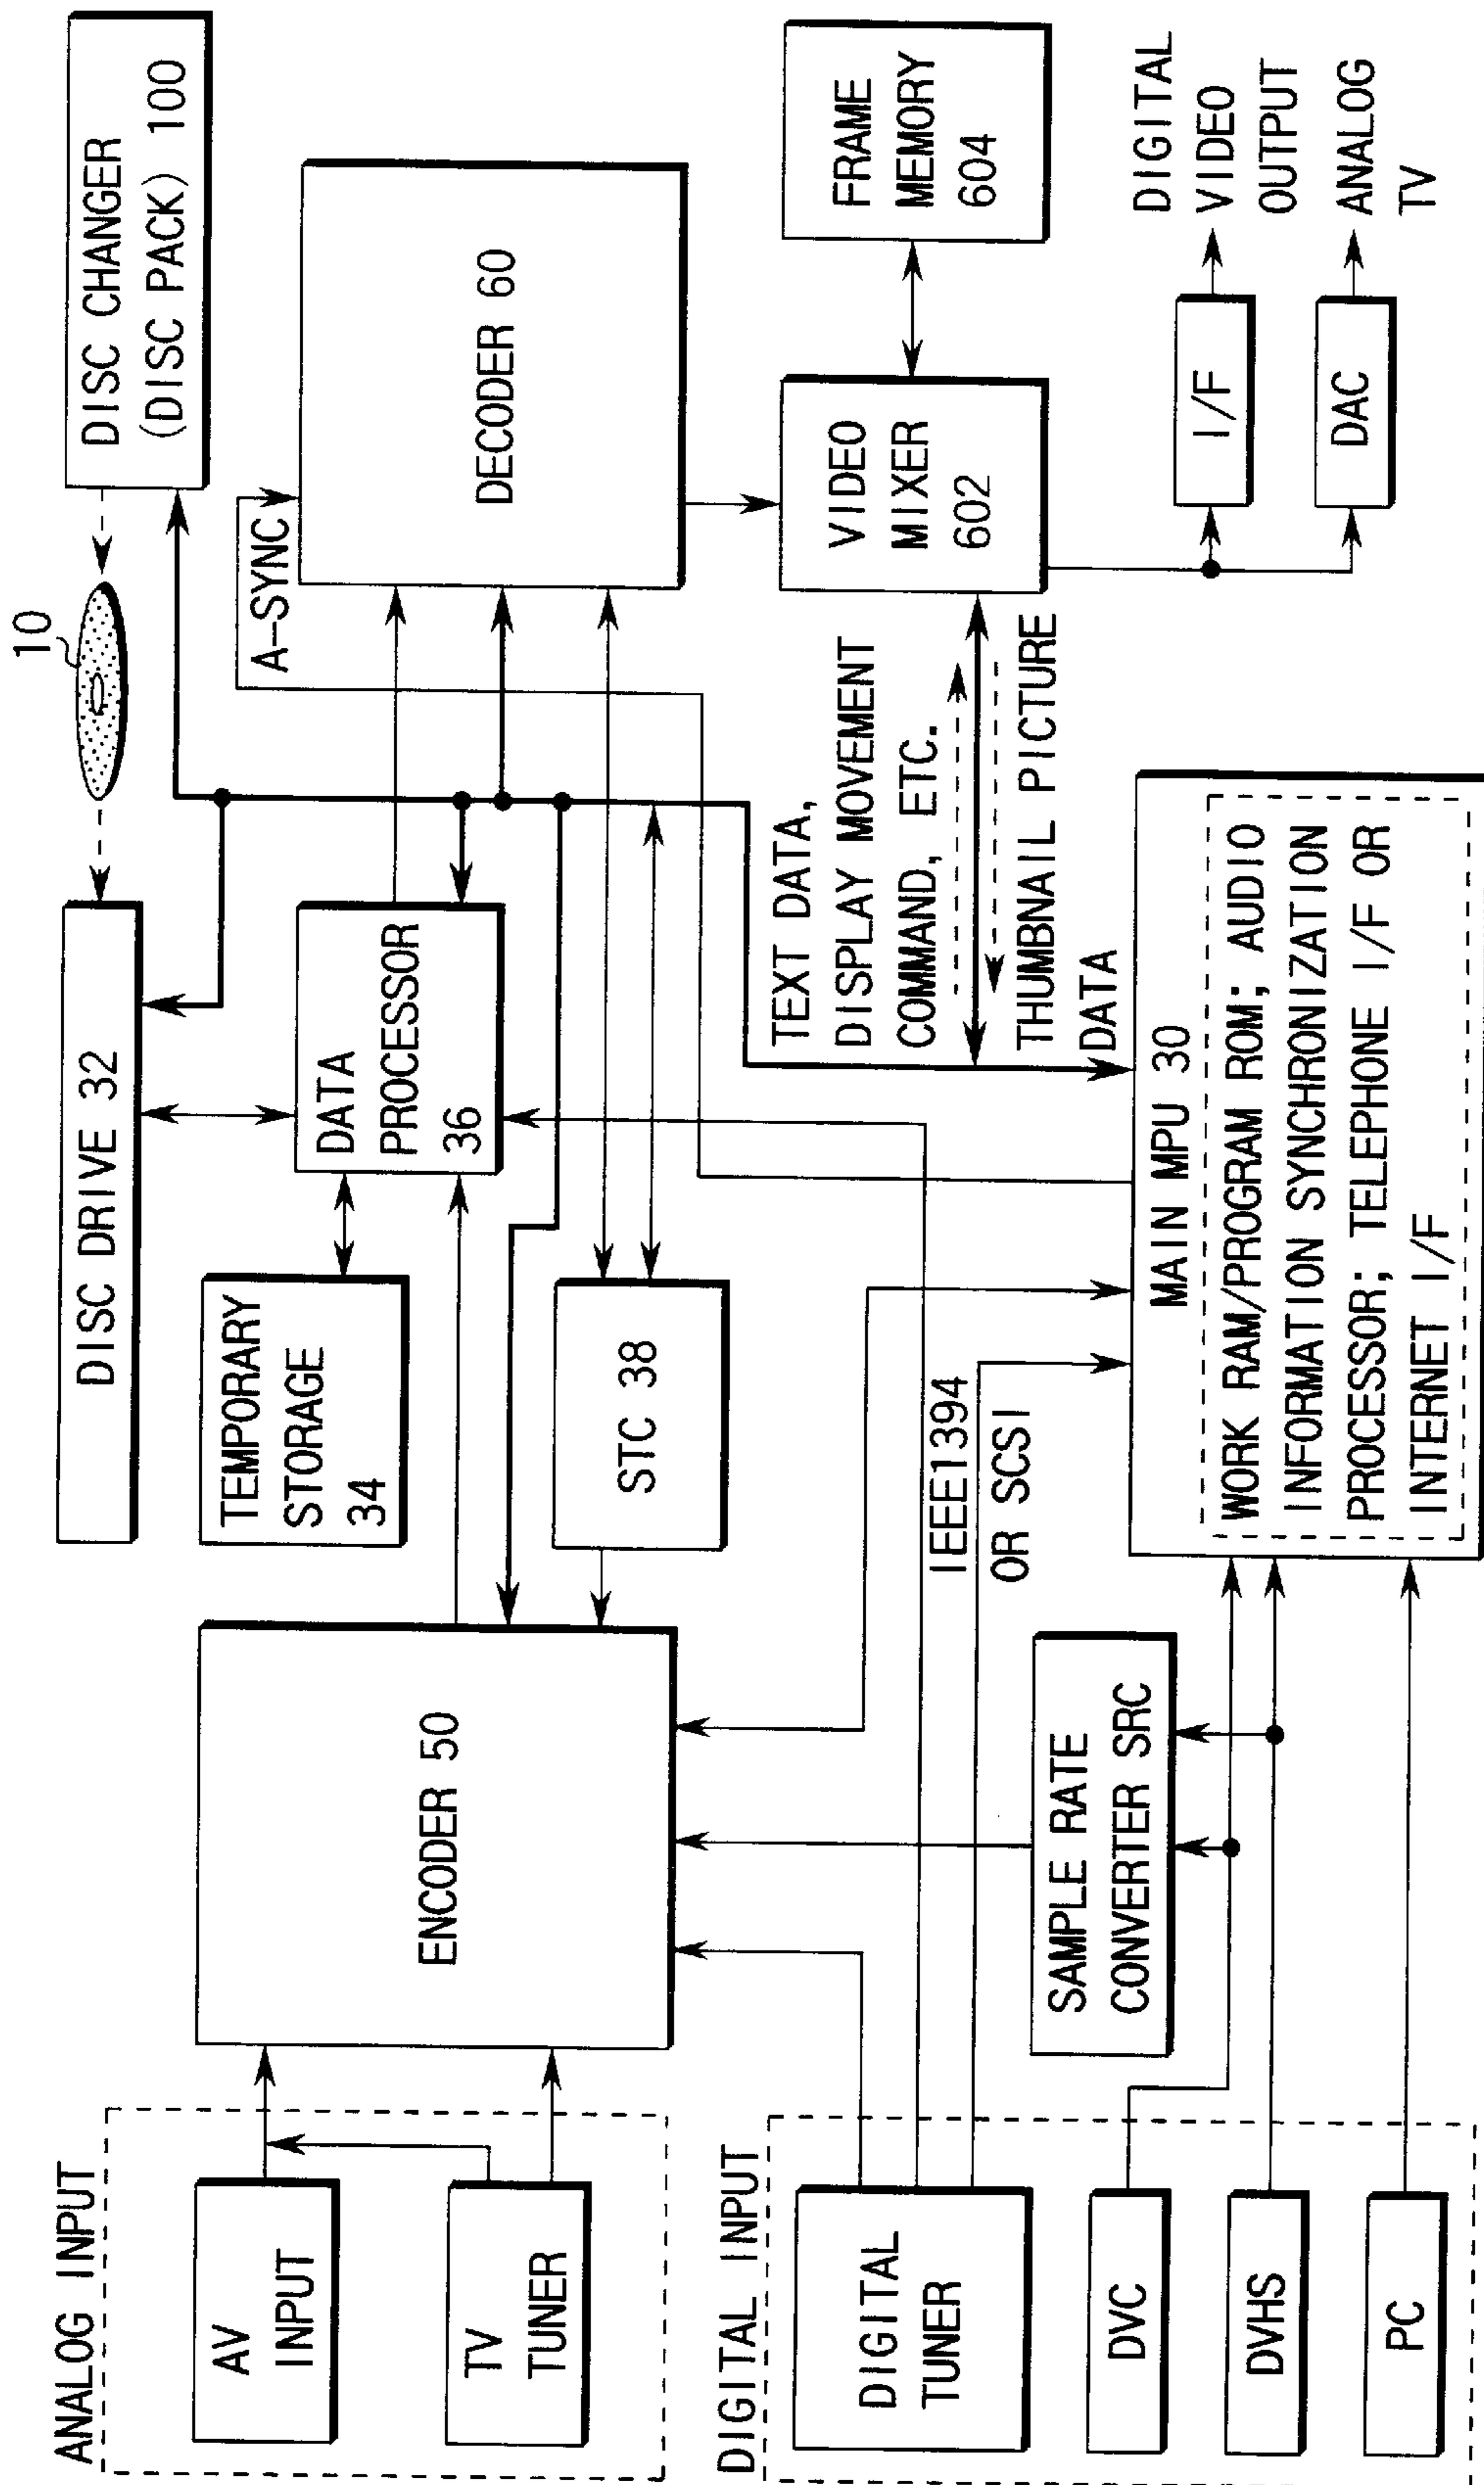 ANALOG INPUT
AV
INPUT
TV
TUNER
DIGITAL INPUT
DIGITAL
TUNER
DVC
DVHS
PC
ENCODER 50
SAMPLE RATE
CONVERTER SRC
DISC DRIVE 32
TEMPORARY
STORAGE
34
DATA
PROCESSOR
36
STC 38
IEEE1394
OR SCSI
MAIN MPU 30
WORK RAM/PROGRAM ROM; AUDIO
INFORMATION SYNCHRONIZATION
PROCESSOR; TELEPHONE I/F OR
INTERNET I/F
10
DISC CHANGER
(DISC PACK) 100
A-SYNC
DECODER 60
TEXT DATA,
DISPLAY MOVEMENT
COMMAND, ETC.
THUMBNAIL PICTURE
DATA
VIDEO
MIXER
602
FRAME
MEMORY
604
I/F
DIGITAL
VIDEO
OUTPUT
DAC
ANALOG
TV